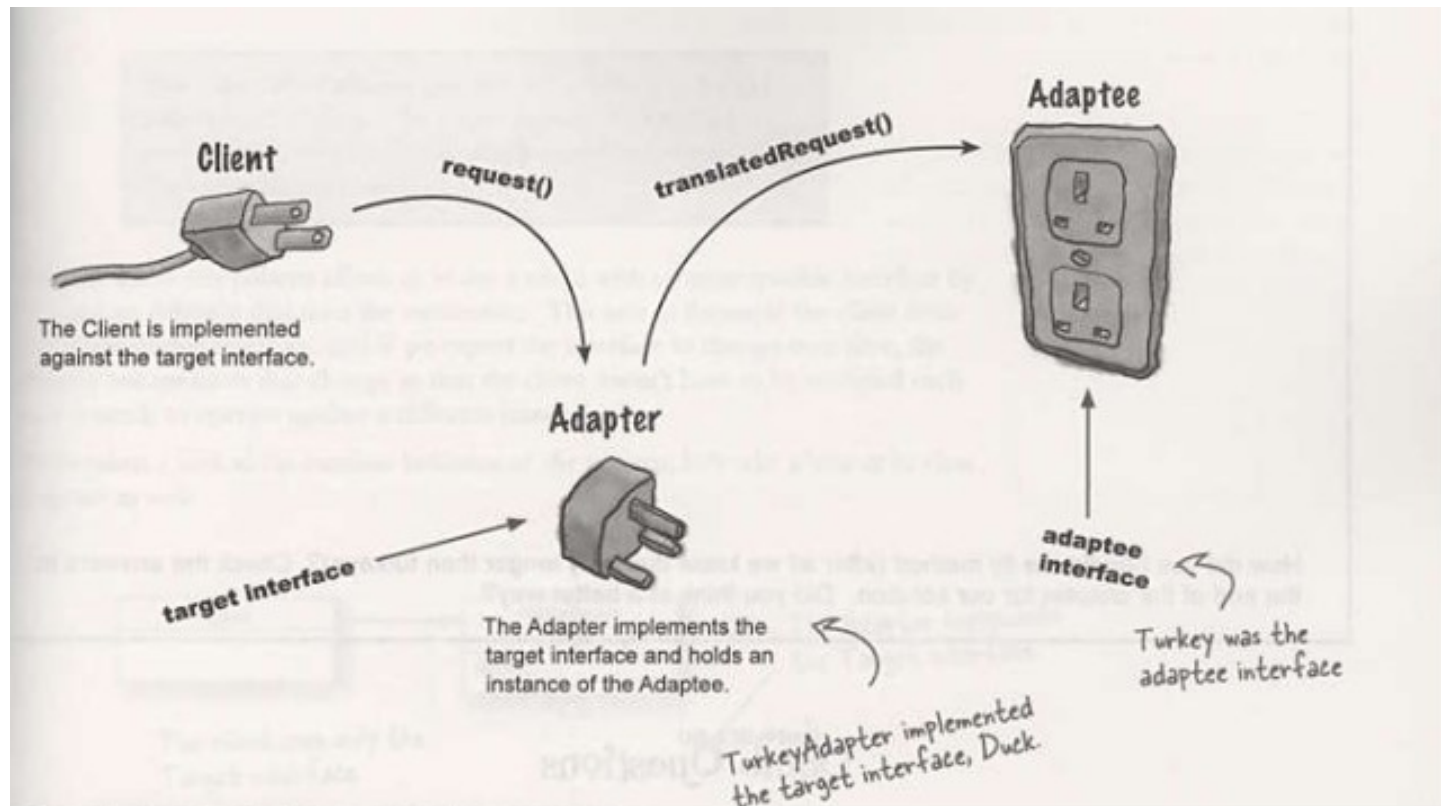 Client
request()
translatedRequest()
Adaptee
The Client is implemented
against the target interface.
Adapter
target interface
The Adapter implements the
target interface and holds an
instance of the Adaptee.
adaptee
interface
Turkey was the
adaptee interface
TurkeyAdapter implemented
the target interface, Duck.